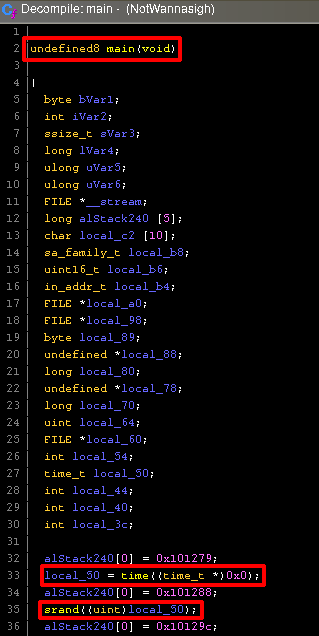 Decompile: main - (NotWannasigh)
1
2 undefined8 main(void)
3
4 {
5 byte bVar1;
6 int iVar2;
7 ssize_t sVar3;
8 long lVar4;
9 ulong uVar5;
10 ulong uVar6;
11 FILE *__stream;
12 long alStack240 [5];
13 char local_c2 [10];
14 sa_family_t local_b8;
15 uint16_t local_b6;
16 in_addr_t local_b4;
17 FILE *local_a0;
18 FILE *local_98;
19 byte local_89;
20 undefined *local_88;
21 long local_80;
22 undefined *local_78;
23 long local_70;
24 uint local_64;
25 FILE *local_60;
26 int local_54;
27 time_t local_50;
28 int local_44;
29 int local_40;
30 int local_3c;
31
32 alStack240[0] = 0x101279;
33 local_50 = time((time_t *)0x0);
34 alStack240[0] = 0x101288;
35 srand((uint)local_50);
36 alStack240[0] = 0x10129c;